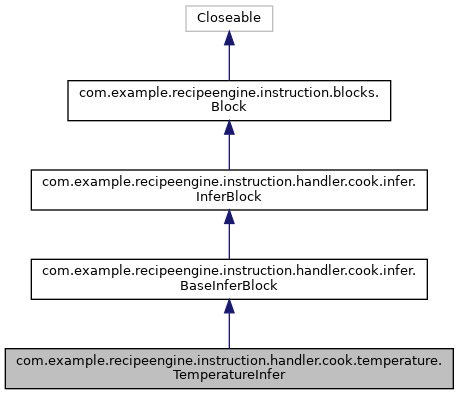 Closeable
com.example.recipeengine.instruction.blocks.
Block
com.example.recipeengine.instruction.handler.cook.infer.
InferBlock
com.example.recipeengine.instruction.handler.cook.infer.
BaseInferBlock
com.example.recipeengine.instruction.handler.cook.temperature.
TemperatureInfer